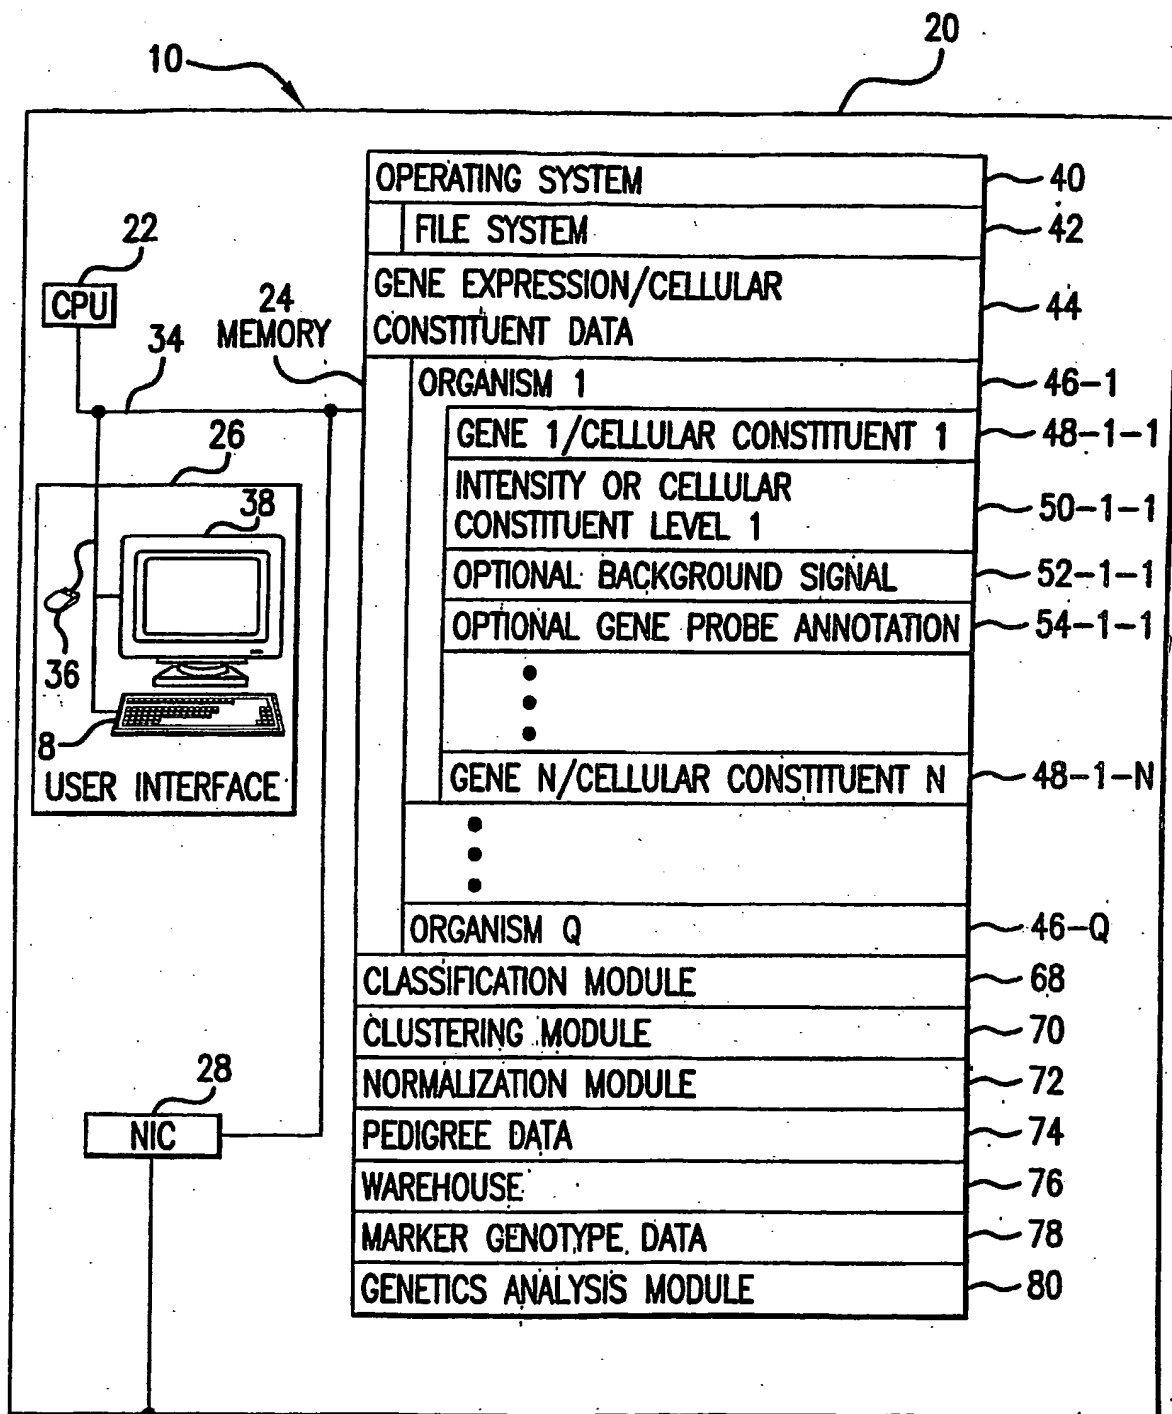 10
20
OPERATING SYSTEM 40
FILE SYSTEM 42
22
CPU
GENE EXPRESSION/CELLULAR
CONSTITUENT DATA 44
24
MEMORY
34
ORGANISM 1 46-1
GENE 1/CELLULAR CONSTITUENT 1 48-1-1
INTENSITY OR CELLULAR
CONSTITUENT LEVEL 1 50-1-1
OPTIONAL BACKGROUND SIGNAL 52-1-1
OPTIONAL GENE PROBE ANNOTATION 54-1-1
GENE N/CELLULAR CONSTITUENT N 48-1-N
26
38
36
8
USER INTERFACE
ORGANISM Q 46-Q
CLASSIFICATION MODULE 68
CLUSTERING MODULE 70
NORMALIZATION MODULE 72
PEDIGREE DATA 74
WAREHOUSE 76
MARKER GENOTYPE DATA 78
GENETICS ANALYSIS MODULE 80
28
NIC